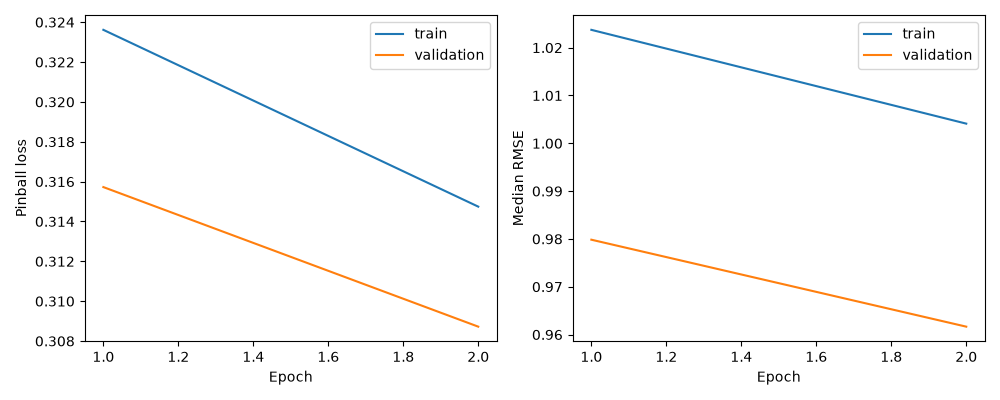 0.324
0.322
0.320
0.318
0.316
0.314
0.312
0.310
0.308
Pinball loss
1.0 1.2 1.4 1.6 1.8 2.0
Epoch
train
validation
1.02
1.01
1.00
0.99
0.98
0.97
0.96
Median RMSE
1.0 1.2 1.4 1.6 1.8 2.0
Epoch
train
validation